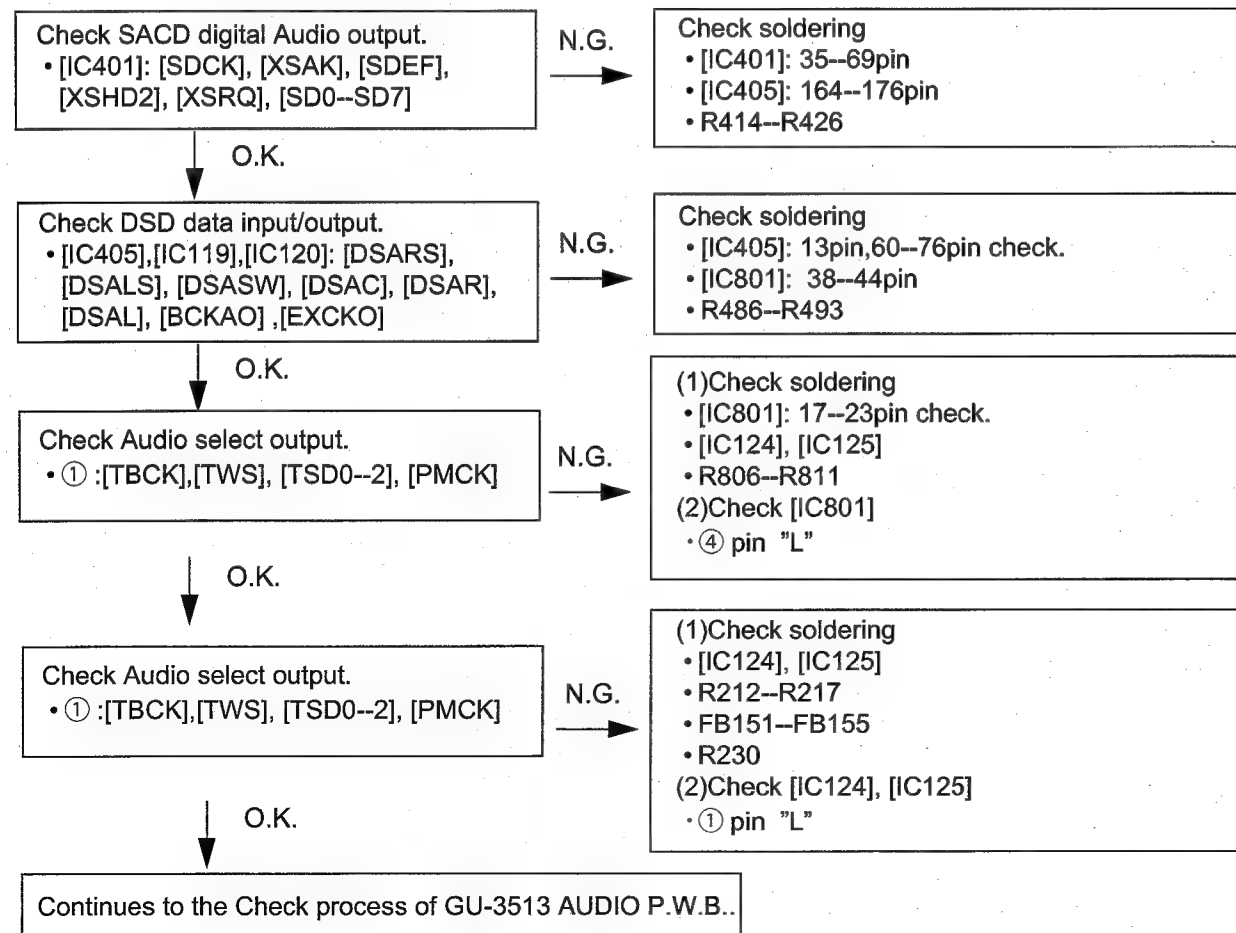 Check SACD digital Audio output.
• [IC401]: [SDCK], [XSAK], [SDEF],
[XSHD2], [XSRQ], [SD0--SD7]
N.G.
Check soldering
• [IC401]: 35--69pin
• [IC405]: 164--176pin
• R414--R426
O.K.
Check DSD data input/output.
• [IC405],[IC119],[IC120]: [DSARS],
[DSALS], [DSASW], [DSAC], [DSAR],
[DSAL], [BCKAO] ,[EXCKO]
N.G.
Check soldering
• [IC405]: 13pin,60--76pin check.
• [IC801]: 38--44pin
• R486--R493
O.K.
Check Audio select output.
• ① :[TBCK],[TWS], [TSD0--2], [PMCK]
N.G.
(1)Check soldering
• [IC801]: 17--23pin check.
• [IC124], [IC125]
• R806--R811
(2)Check [IC801]
• ④ pin "L"
O.K.
Check Audio select output.
• ① :[TBCK],[TWS], [TSD0--2], [PMCK]
N.G.
(1)Check soldering
• [IC124], [IC125]
• R212--R217
• FB151--FB155
• R230
(2)Check [IC124], [IC125]
• ① pin "L"
O.K.
Continues to the Check process of GU-3513 AUDIO P.W.B..